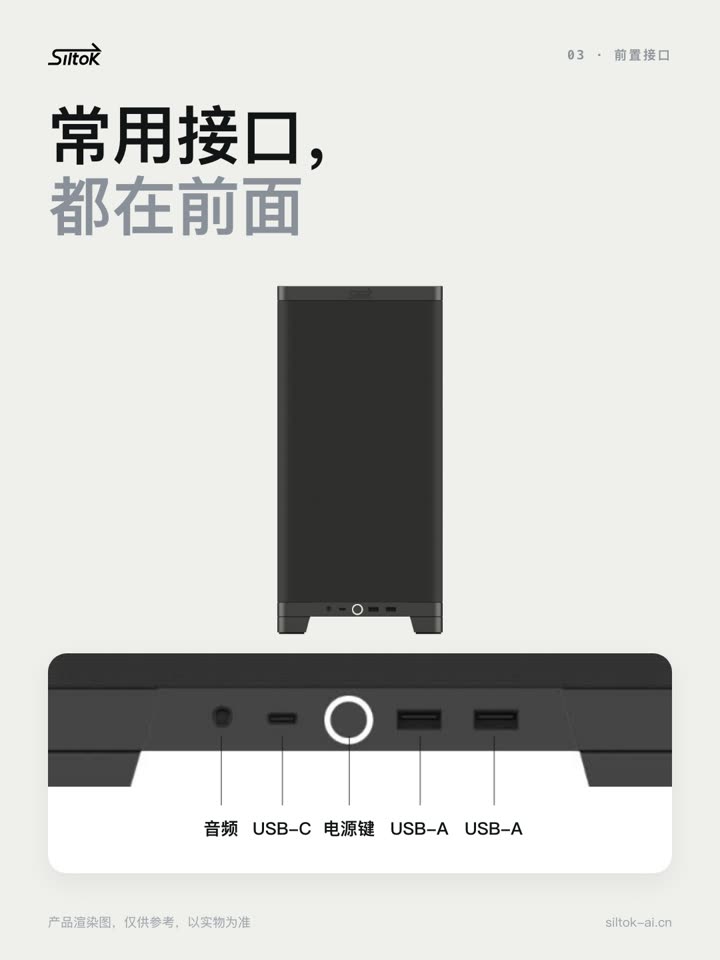 Siltok
03 · 前置接口
常用接口，
都在前面
音频 USB-C 电源键 USB-A USB-A
产品渲染图，仅供参考，以实物为准
siltok-ai.cn